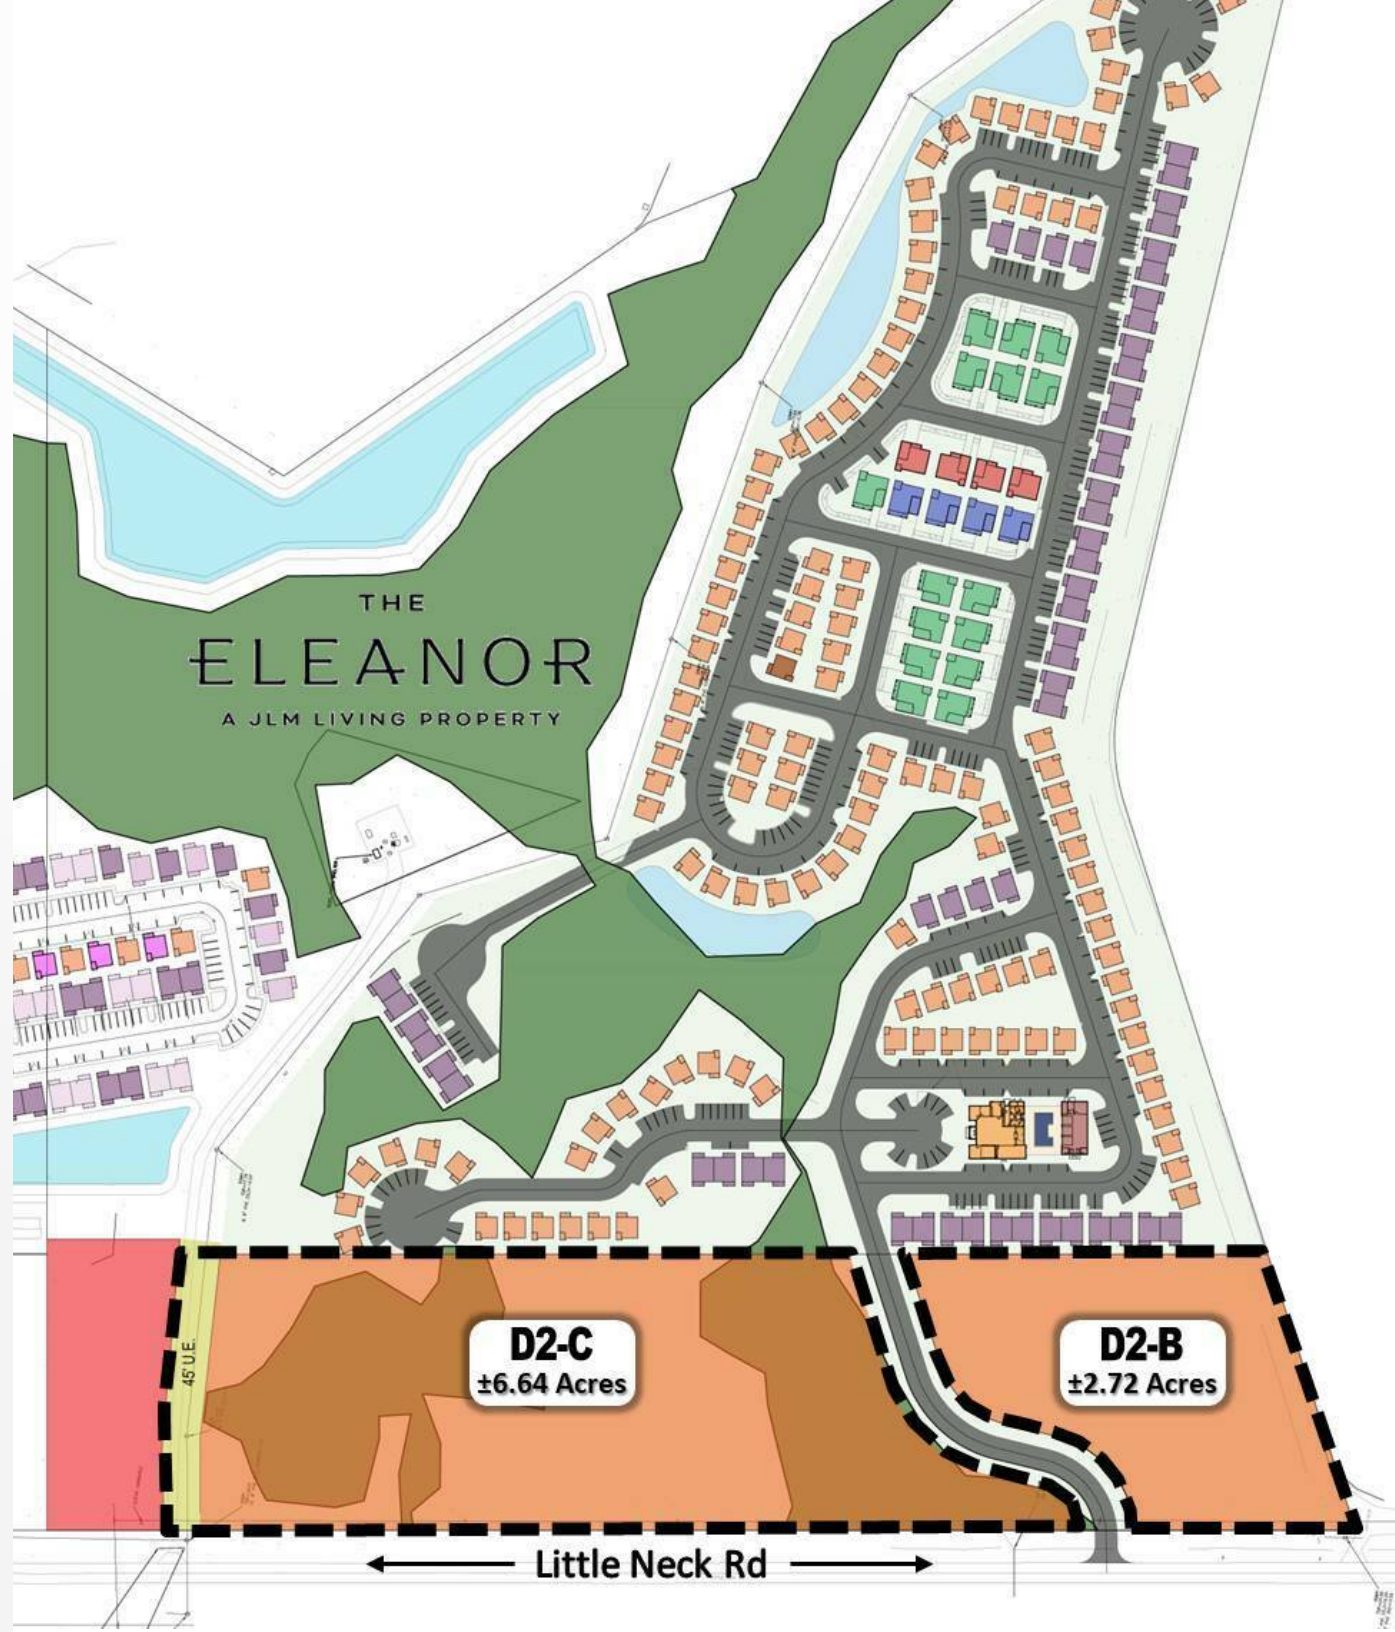 THE
ELEANOR
A JLM LIVING PROPERTY
45' U.E.
D2-C
±6.64 Acres
D2-B
±2.72 Acres
Little Neck Rd